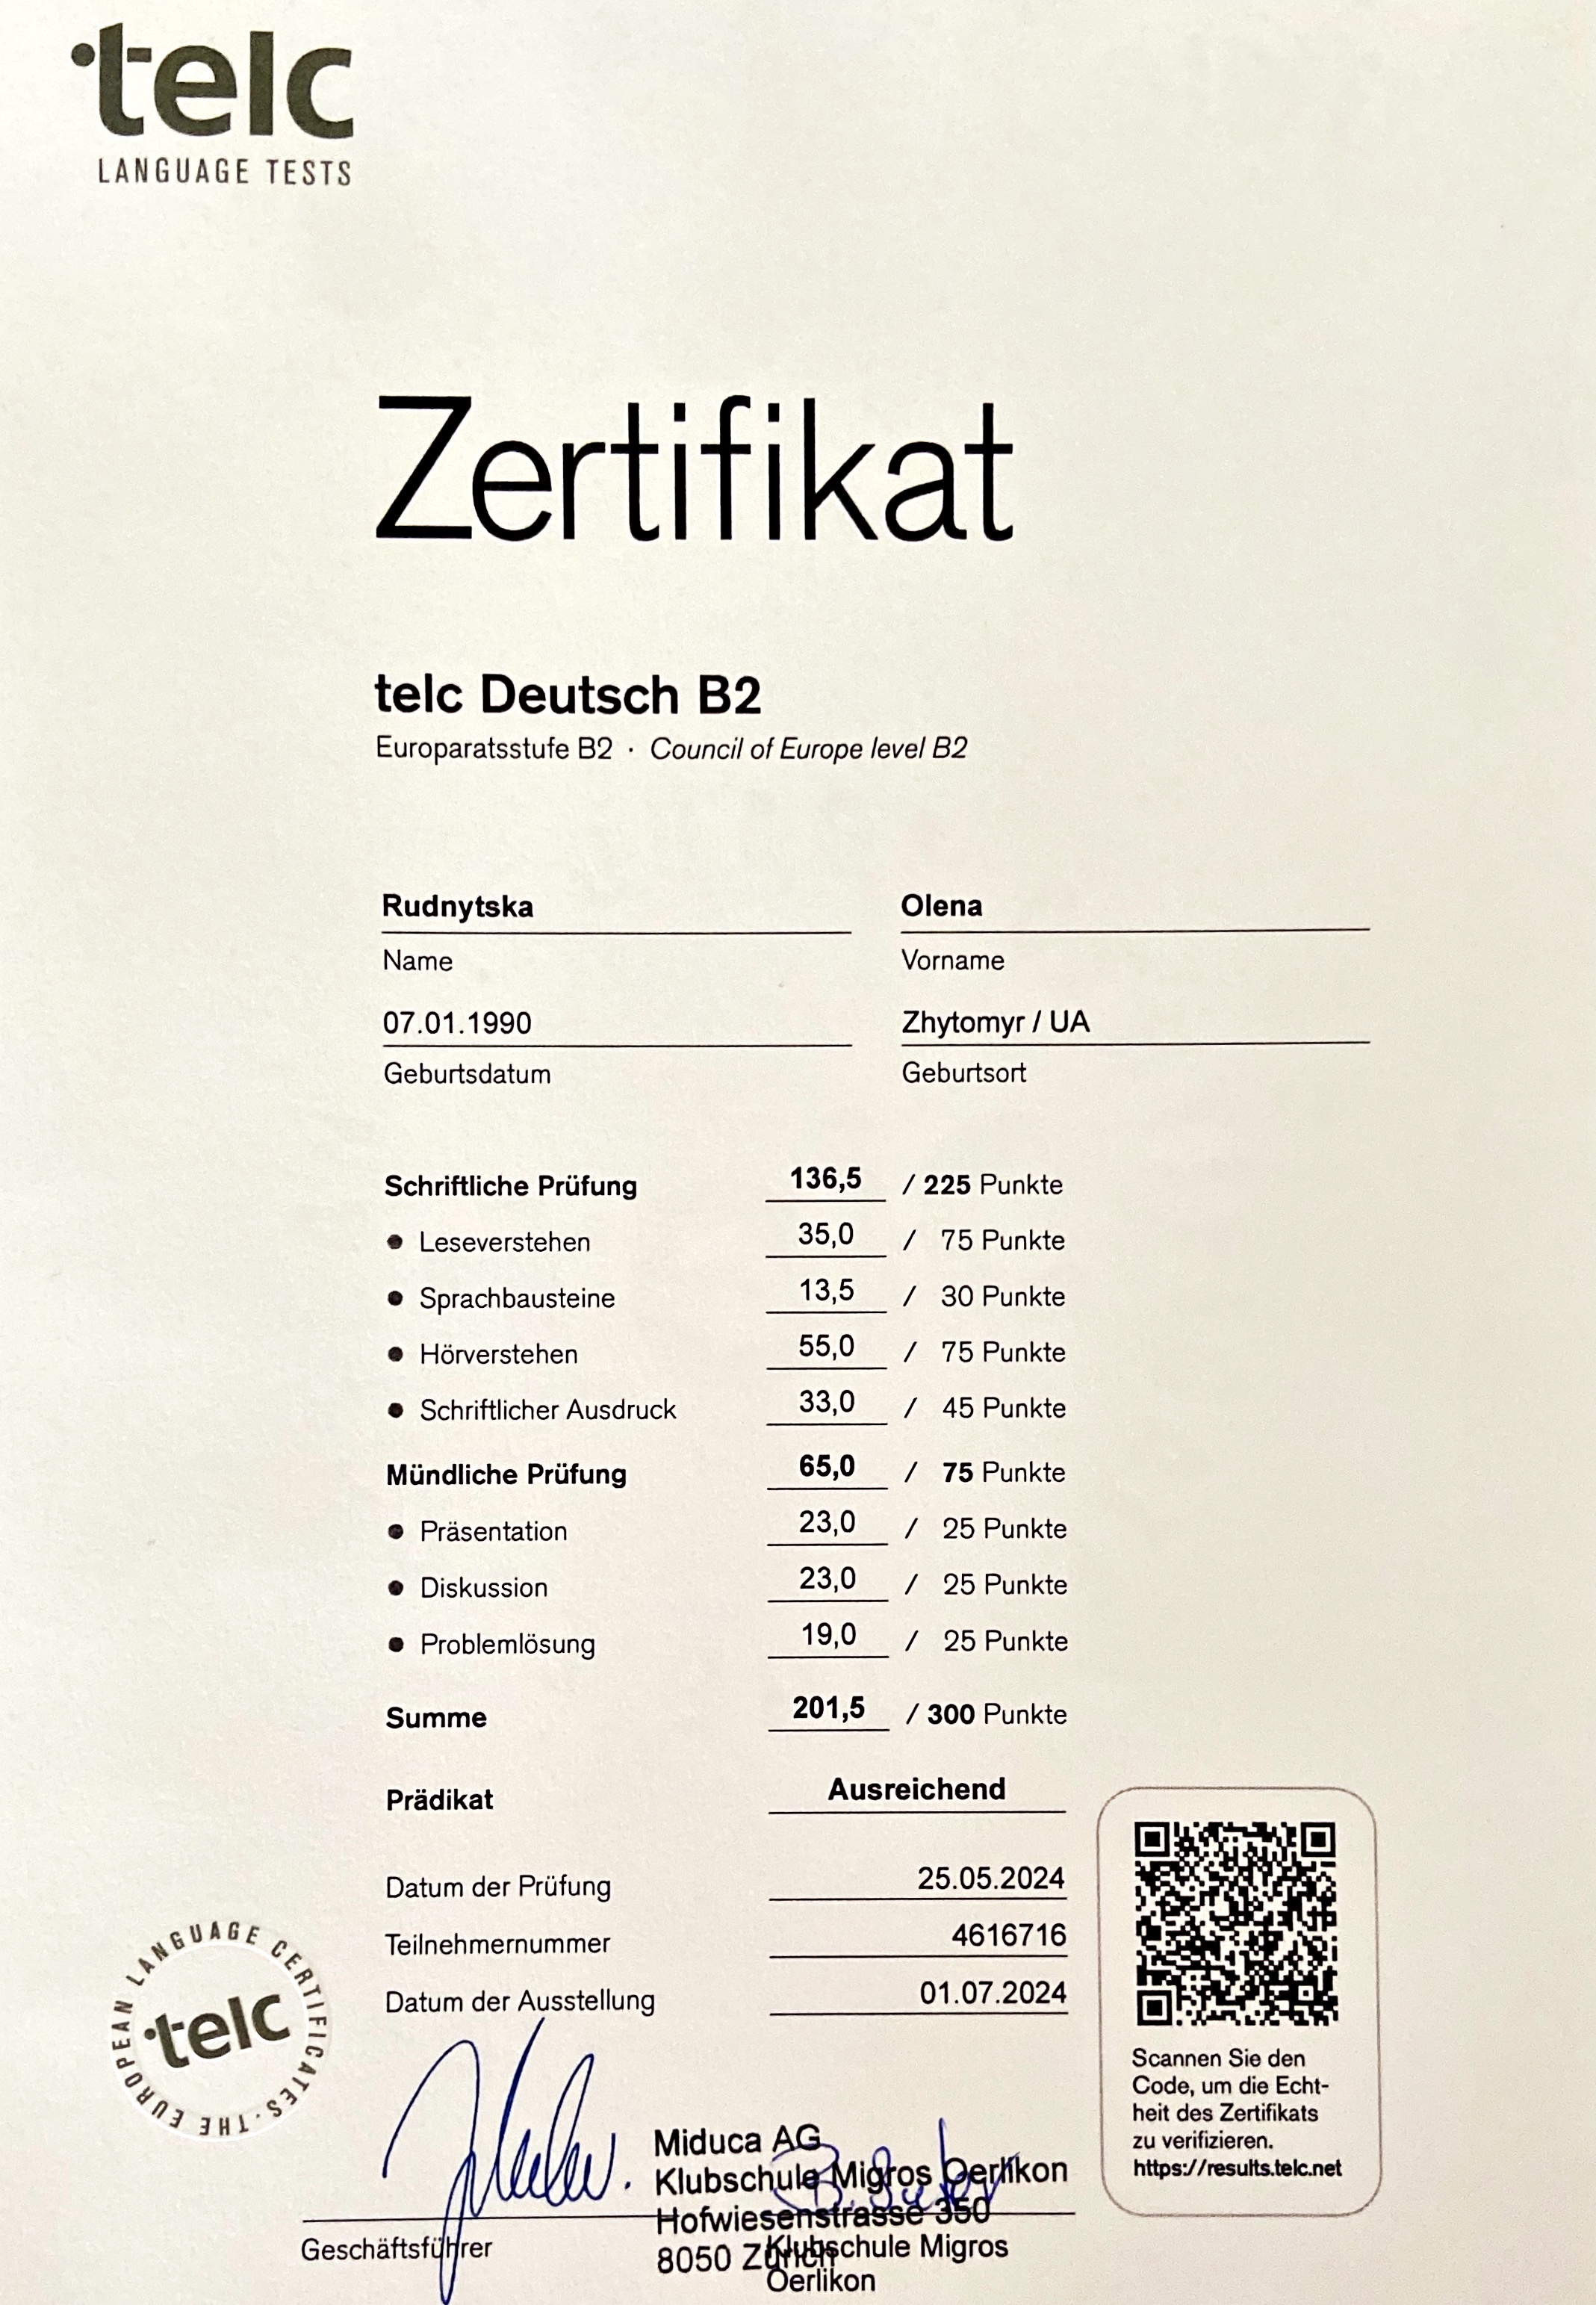 telc
LANGUAGE TESTS
Zertifikat
telc Deutsch B2
Europaratsstufe B2 · Council of Europe level B2
Rudnytska Olena
Name Vorname
07.01.1990 Zhytomyr / UA
Geburtsdatum Geburtsort
Schriftliche Prüfung 136,5 / 225 Punkte
• Leseverstehen 35,0 / 75 Punkte
• Sprachbausteine 13,5 / 30 Punkte
• Hörverstehen 55,0 / 75 Punkte
• Schriftlicher Ausdruck 33,0 / 45 Punkte
Mündliche Prüfung 65,0 / 75 Punkte
• Präsentation 23,0 / 25 Punkte
• Diskussion 23,0 / 25 Punkte
• Problemlösung 19,0 / 25 Punkte
Summe 201,5 / 300 Punkte
Prädikat Ausreichend
Datum der Prüfung 25.05.2024
Teilnehmernummer 4616716
Datum der Ausstellung 01.07.2024
telc
THE EUROPEAN LANGUAGE CERTIFICATES ·
Scannen Sie den
Code, um die Echt-
heit des Zertifikats
zu verifizieren.
https://results.telc.net
Miduca AG
Klubschule Migros Oerlikon
Hofwiesenstrasse 350
8050 Zürich
Geschäftsführer
Klubschule Migros
Oerlikon